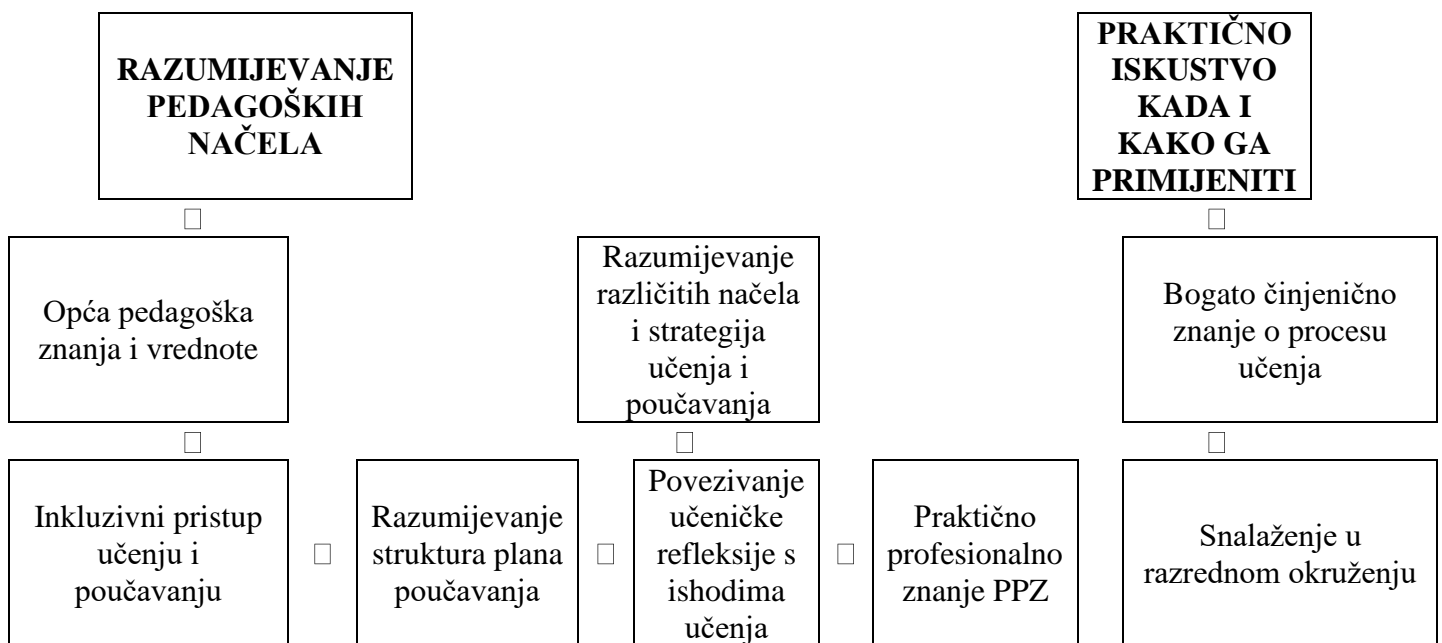 RAZUMIJEVANJE
PEDAGOŠKIH
NAČELA
PRAKTIČNO
ISKUSTVO
KADA I
KAKO GA
PRIMIJENITI
Opća pedagoška
znanja i vrednote
Razumijevanje
različitih načela
i strategija
učenja i
poučavanja
Bogato činjenično
znanje o procesu
učenja
Inkluzivni pristup
učenju i
poučavanju
Razumijevanje
struktura plana
poučavanja
Povezivanje
učeničke
refleksije s
ishodima
učenja
Praktično
profesionalno
znanje PPZ
Snalaženje u
razrednom okruženju